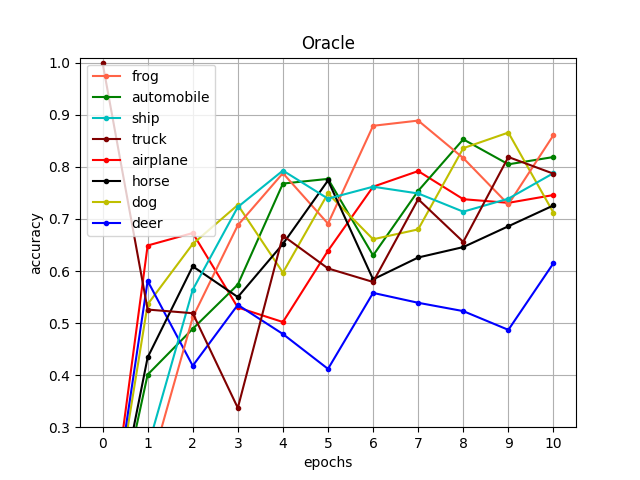 Oracle
1.0
0.9
0.8
0.7
0.6
0.5
0.4
0.3
accuracy
frog
automobile
ship
truck
airplane
horse
dog
deer
0 1 2 3 4 5 6 7 8 9 10
epochs